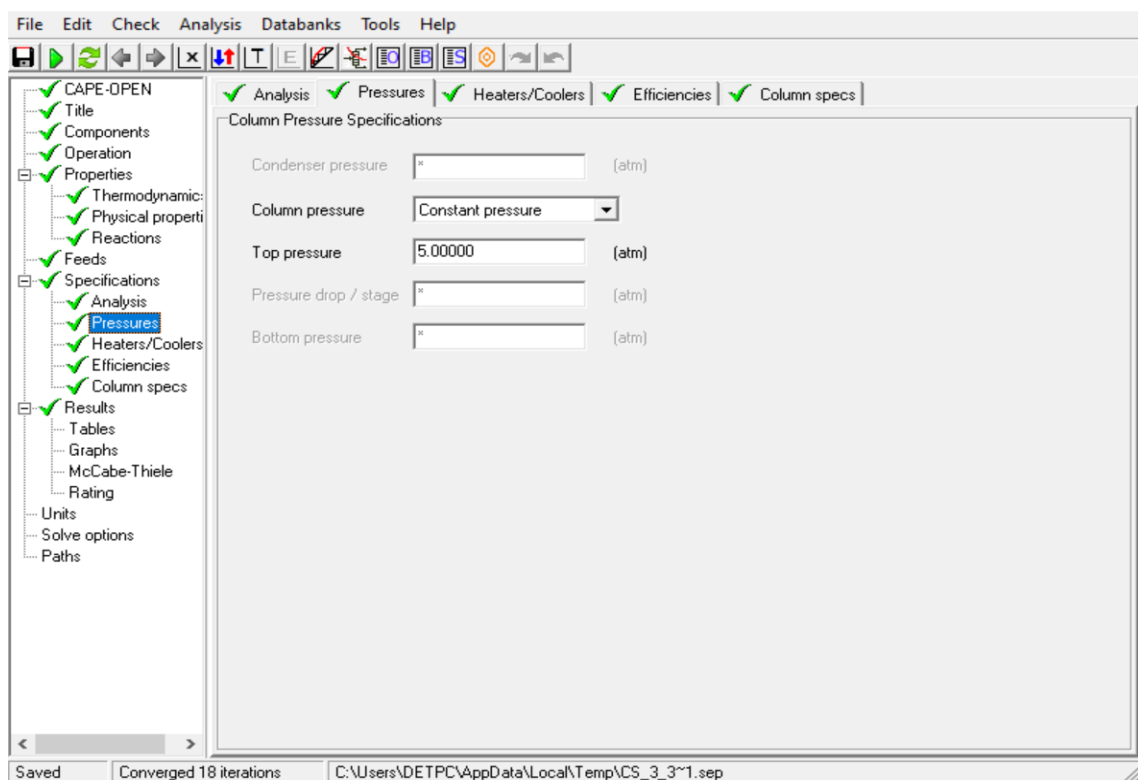 File Edit Check Analysis Databanks Tools Help
T E O B S
CAPE-OPEN
Title
Components
Operation
Properties
Thermodynamic
Physical properti
Reactions
Feeds
Specifications
Analysis
Pressures
Heaters/Coolers
Efficiencies
Column specs
Results
Tables
Graphs
McCabe-Thiele
Rating
Units
Solve options
Paths
Analysis Pressures Heaters/Coolers Efficiencies Column specs
Column Pressure Specifications
Condenser pressure * (atm)
Column pressure Constant pressure
Top pressure 5.00000 (atm)
Pressure drop / stage * (atm)
Bottom pressure * (atm)
Saved Converged 18 iterations C:\Users\DETPC\AppData\Local\Temp\CS_3_3~1.sep